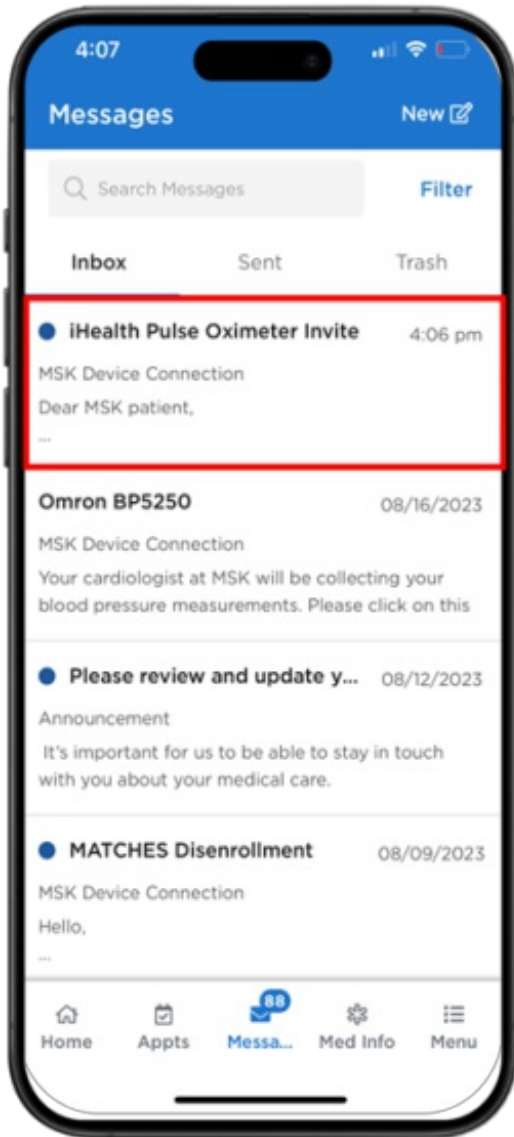 4:07
Messages
New
Search Messages
Filter
Inbox Sent Trash
iHealth Pulse Oximeter Invite 4:06 pm
MSK Device Connection
Dear MSK patient,
...
Omron BP5250 08/16/2023
MSK Device Connection
Your cardiologist at MSK will be collecting your
blood pressure measurements. Please click on this
Please review and update y... 08/12/2023
Announcement
It's important for us to be able to stay in touch
with you about your medical care.
MATCHES Disenrollment 08/09/2023
MSK Device Connection
Hello,
...
88
Home Appts Messa... Med Info Menu